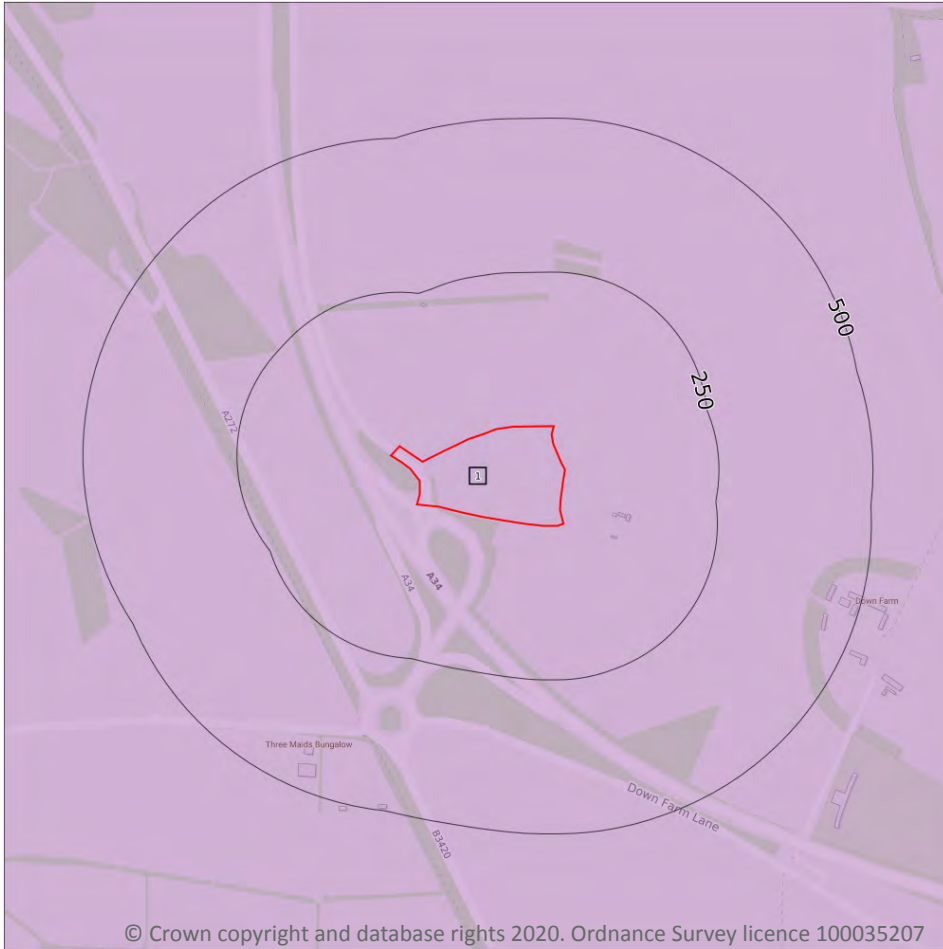 500
250
A272
1
A34
A34
Down Farm
Three Maids Bungalow
Down Farm Lane
B3420
© Crown copyright and database rights 2020. Ordnance Survey licence 100035207